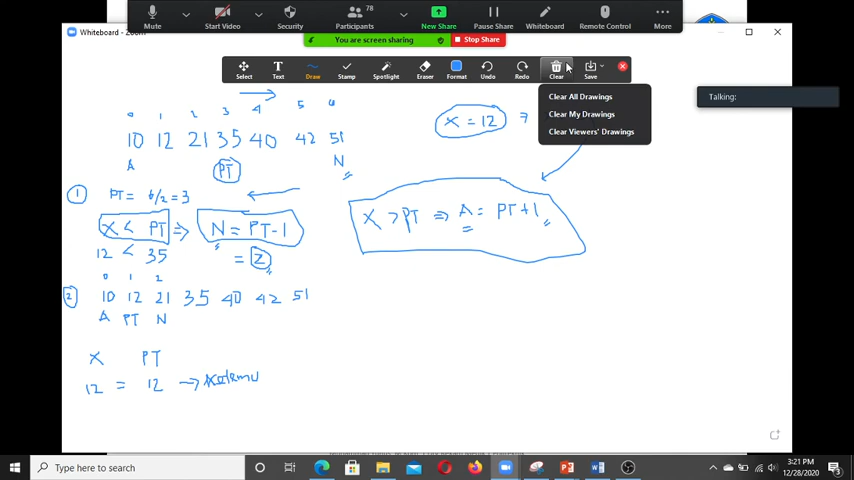 Mute
Start Video
Security
Participants
78
New Share
Pause Share
Whiteboard
Remote Control
More
Whiteboard - Zoom
You are screen sharing
Stop Share
Select
Text
Draw
Stamp
Spotlight
Eraser
Format
Undo
Redo
Clear
Save
Clear All Drawings
Clear My Drawings
Clear Viewers' Drawings
Talking:
0 1 2 3 4 5 6
10 12 21 35 40 42 51
A PT N
X = 12
1 PT = 6/2 = 3
X < PT => N = PT-1
12 < 35 = 2
X > PT => A = PT+1
0 1 2
2 10 12 21 35 40 42 51
A PT N
X PT
12 = 12 → Ketemu
Type here to search
3:21 PM
12/28/2020